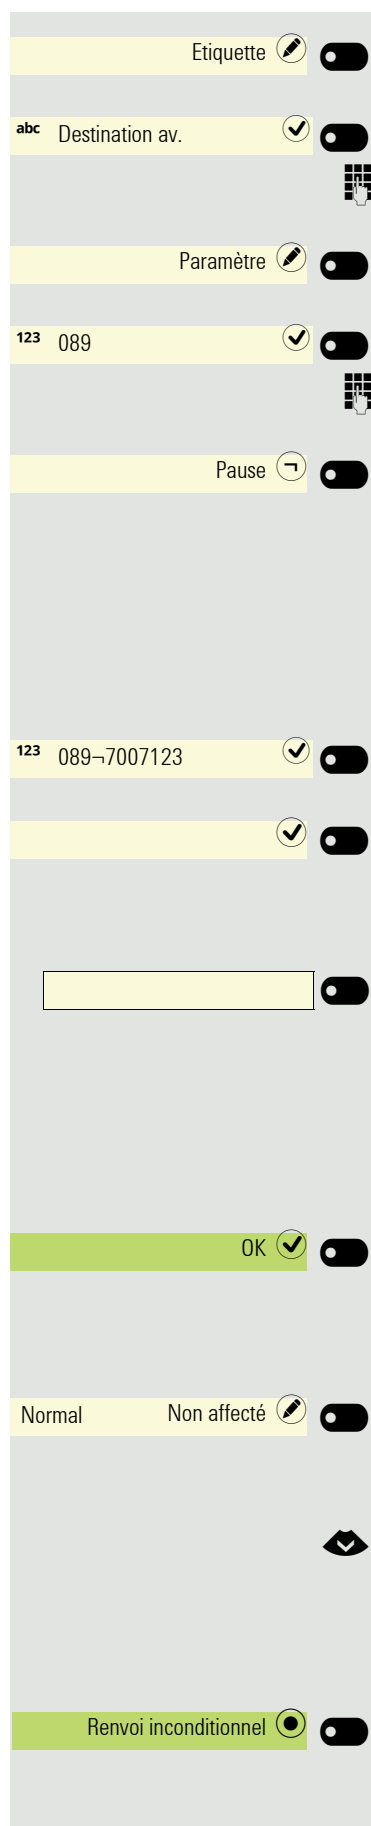 Etiquette
abc Destination av.
Paramètre
123 089
Pause ¬
123 089¬7007123
OK
Normal Non affecté
Renvoi inconditionnel